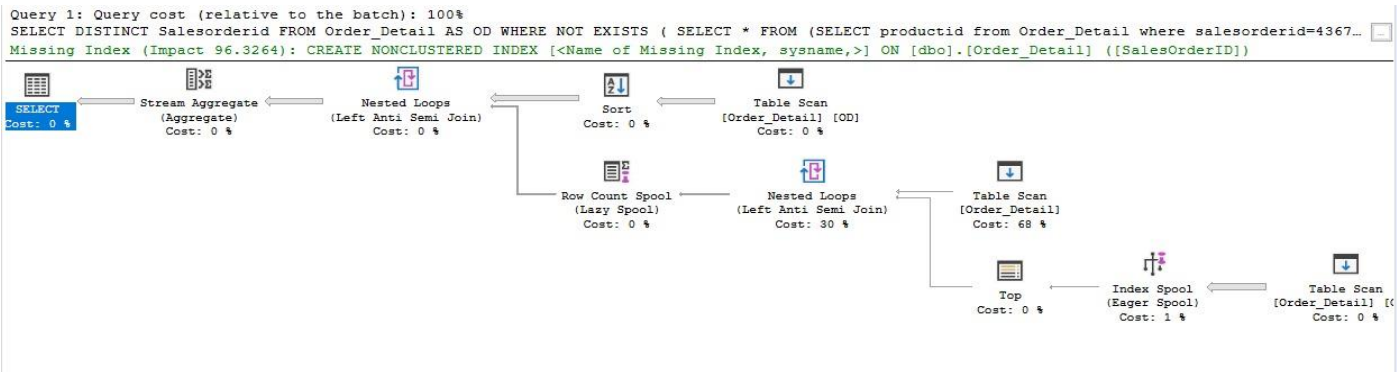 Query 1: Query cost (relative to the batch): 100%
SELECT DISTINCT Salesorderid FROM Order_Detail AS OD WHERE NOT EXISTS ( SELECT * FROM (SELECT productid from Order_Detail where salesorderid=4367…
Missing Index (Impact 96.3264): CREATE NONCLUSTERED INDEX [<Name of Missing Index, sysname,>] ON [dbo].[Order_Detail] ([SalesOrderID])
SELECT
Cost: 0 %
Stream Aggregate
(Aggregate)
Cost: 0 %
Nested Loops
(Left Anti Semi Join)
Cost: 0 %
Sort
Cost: 0 %
Table Scan
[Order_Detail] [OD]
Cost: 0 %
Row Count Spool
(Lazy Spool)
Cost: 0 %
Nested Loops
(Left Anti Semi Join)
Cost: 30 %
Table Scan
[Order_Detail]
Cost: 68 %
Top
Cost: 0 %
Index Spool
(Eager Spool)
Cost: 1 %
Table Scan
[Order_Detail]
Cost: 0 %